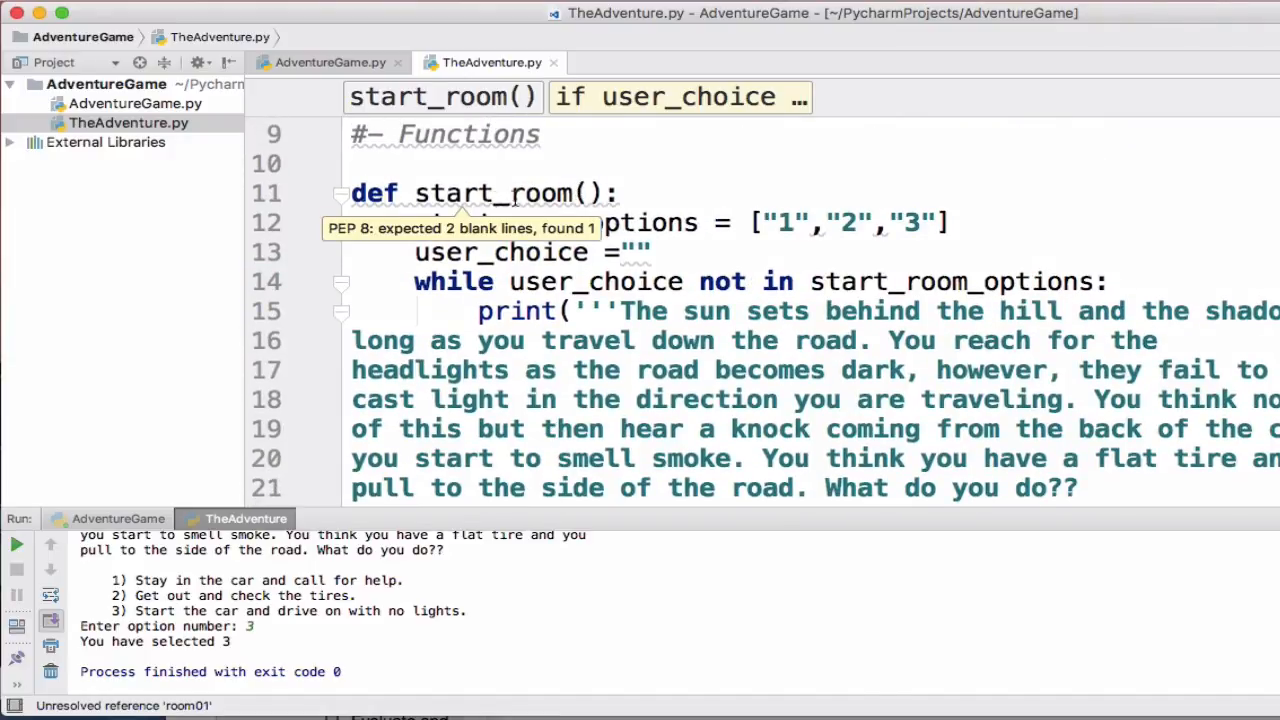 TheAdventure.py - AdventureGame - [~/PycharmProjects/AdventureGame]
AdventureGame TheAdventure.py
Project AdventureGame.py TheAdventure.py
AdventureGame ~/Pycharm
AdventureGame.py
TheAdventure.py
External Libraries
start_room() if user_choice …
9 #- Functions
10
11 def start_room():
PEP 8: expected 2 blank lines, found 1
12 options = ["1","2","3"]
13 user_choice =""
14 while user_choice not in start_room_options:
15 print('''The sun sets behind the hill and the shado
16 long as you travel down the road. You reach for the
17 headlights as the road becomes dark, however, they fail to
18 cast light in the direction you are traveling. You think no
19 of this but then hear a knock coming from the back of the c
20 you start to smell smoke. You think you have a flat tire an
21 pull to the side of the road. What do you do??
Run: AdventureGame TheAdventure
you start to smell smoke. You think you have a flat tire and you
pull to the side of the road. What do you do??
1) Stay in the car and call for help.
2) Get out and check the tires.
3) Start the car and drive on with no lights.
Enter option number: 3
You have selected 3
Process finished with exit code 0
Unresolved reference 'room01'